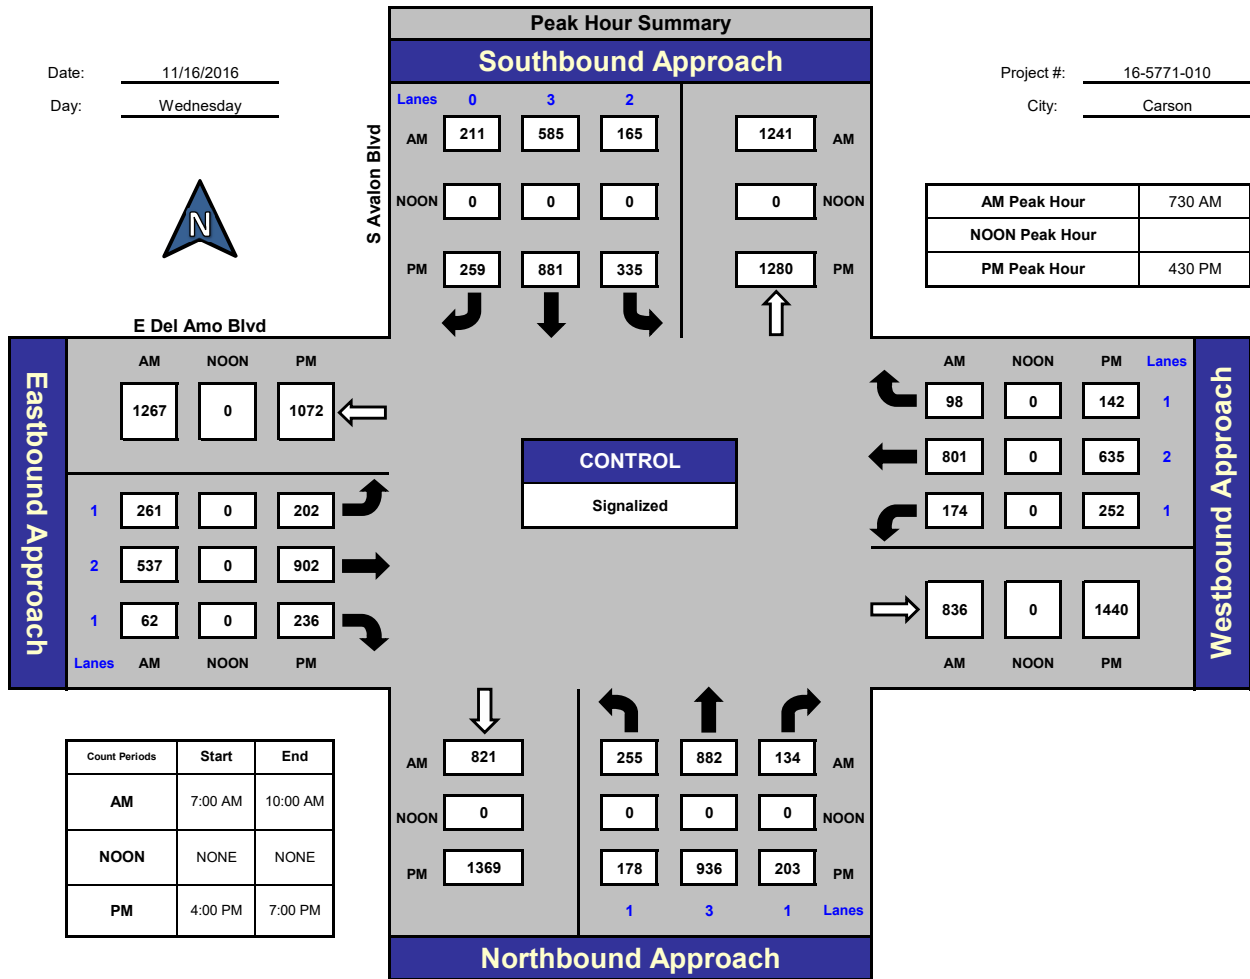 Peak Hour Summary
Southbound Approach
Date: 11/16/2016
Day: Wednesday
Project #: 16-5771-010
City: Carson
S Avalon Blvd
Lanes 0 3 2
AM 211 585 165 1241 AM
NOON 0 0 0 0 NOON
PM 259 881 335 1280 PM
N
AM Peak Hour 730 AM
NOON Peak Hour
PM Peak Hour 430 PM
E Del Amo Blvd
Eastbound Approach
AM NOON PM
1267 0 1072
1 261 0 202
2 537 0 902
1 62 0 236
Lanes AM NOON PM
CONTROL
Signalized
AM NOON PM Lanes
98 0 142 1
801 0 635 2
174 0 252 1
836 0 1440
AM NOON PM
Westbound Approach
Count Periods Start End
AM 7:00 AM 10:00 AM
NOON NONE NONE
PM 4:00 PM 7:00 PM
AM 821 255 882 134 AM
NOON 0 0 0 0 NOON
PM 1369 178 936 203 PM
1 3 1 Lanes
Northbound Approach